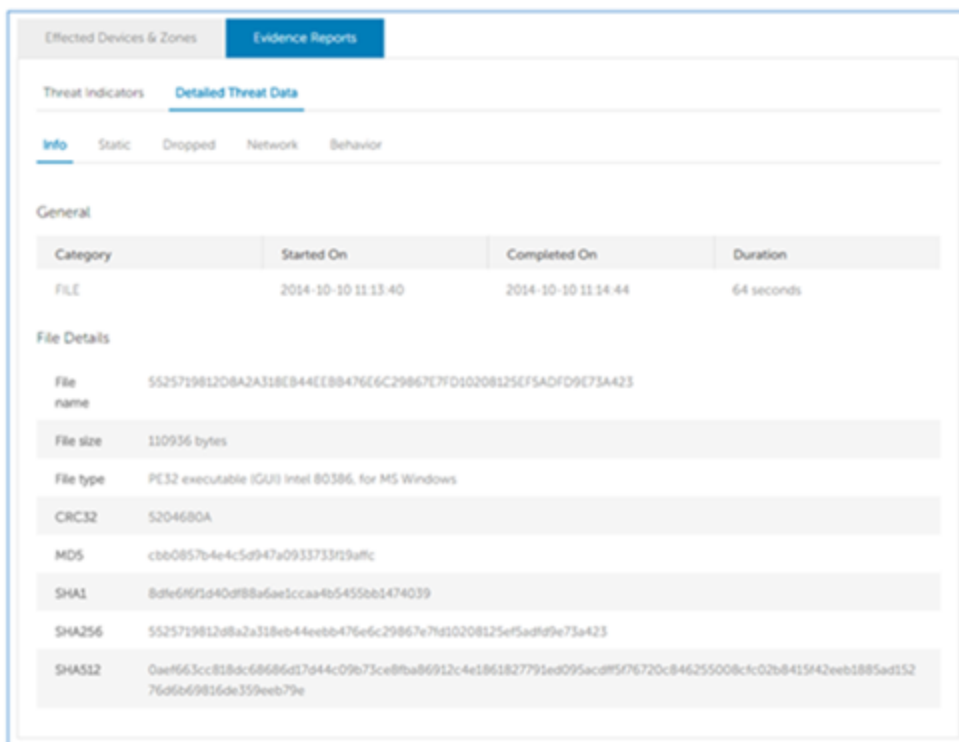 Effected Devices & Zones Evidence Reports
Threat Indicators Detailed Threat Data
Info Static Dropped Network Behavior
General
Category Started On Completed On Duration
FILE 2014-10-10 11:13:40 2014-10-10 11:14:44 64 seconds
File Details
File 5525719812D8A2A318EB44EEBB476E6C29867E7FD10208125EF5ADFD9E73A423
name
File size 110936 bytes
File type PE32 executable (GUI) Intel 80386, for MS Windows
CRC32 5204680A
MD5 cbb0857b4e4c5d947a0933733f19affc
SHA1 8dfe6f6f1d40df88a6ae1ccaa4b5455bb1474039
SHA256 5525719812d8a2a318eb44eebb476e6c29867e7fd10208125ef5adfd9e73a423
SHA512 0aef663cc818dc68686d17d44c09b73ce8fba86912c4e1861827791ed095acdff5f76720c846255008cfc02b8415f42eeb1885ad152
76d6b69816de359eeb79e